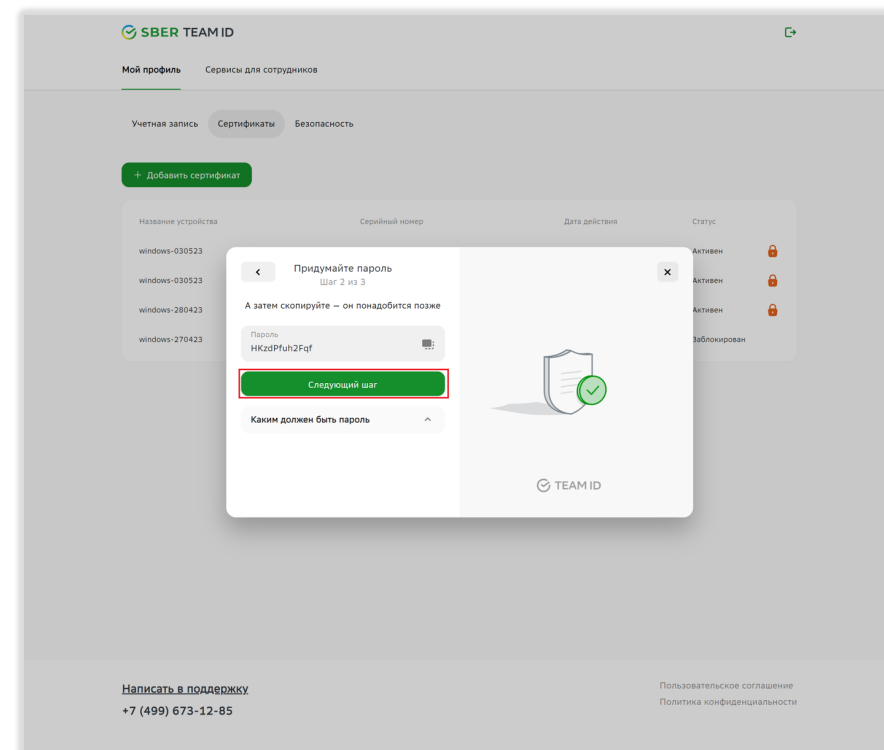 SBER TEAM ID
Мой профиль Сервисы для сотрудников
Учетная запись Сертификаты Безопасность
+ Добавить сертификат
Название устройства Серийный номер Дата действия Статус
windows-030523 Активен
windows-030523 Активен
windows-280423 Активен
windows-270423 Заблокирован
Придумайте пароль
Шаг 2 из 3
А затем скопируйте — он понадобится позже
Пароль
HKzdPfuh2Fqf
Следующий шаг
Каким должен быть пароль
TEAM ID
Написать в поддержку
+7 (499) 673-12-85
Пользовательское соглашение
Политика конфиденциальности